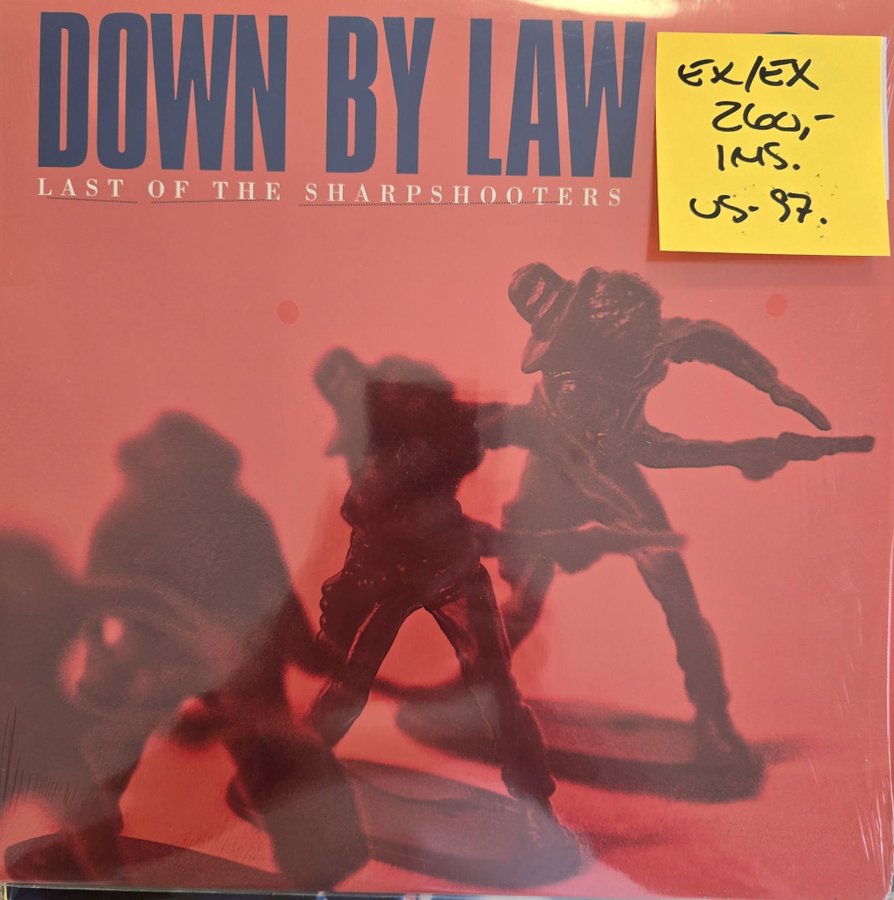 DOWN BY LAW
LAST OF THE SHARPSHOOTERS
EX/EX
260,-
INS.
US-97.